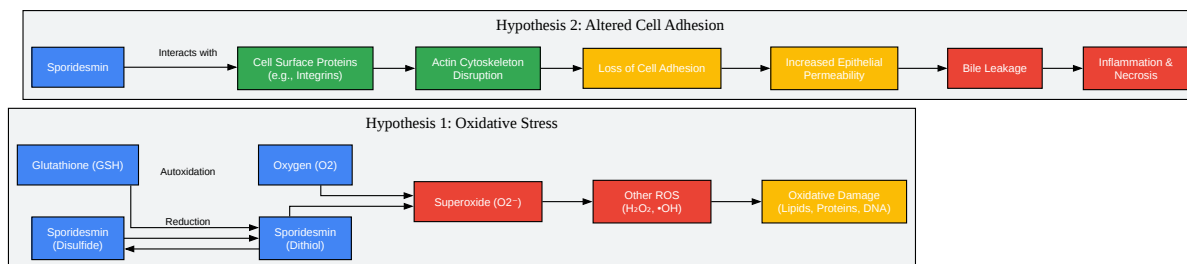 Hypothesis 2: Altered Cell Adhesion
Sporidesmin
Interacts with
Cell Surface Proteins
(e.g., Integrins)
Actin Cytoskeleton
Disruption
Loss of Cell Adhesion
Increased Epithelial
Permeability
Bile Leakage
Inflammation &
Necrosis
Hypothesis 1: Oxidative Stress
Glutathione (GSH)
Autoxidation
Oxygen (O2)
Superoxide (O2⁻)
Other ROS
(H₂O₂, •OH)
Oxidative Damage
(Lipids, Proteins, DNA)
Reduction
Sporidesmin
(Disulfide)
Sporidesmin
(Dithiol)